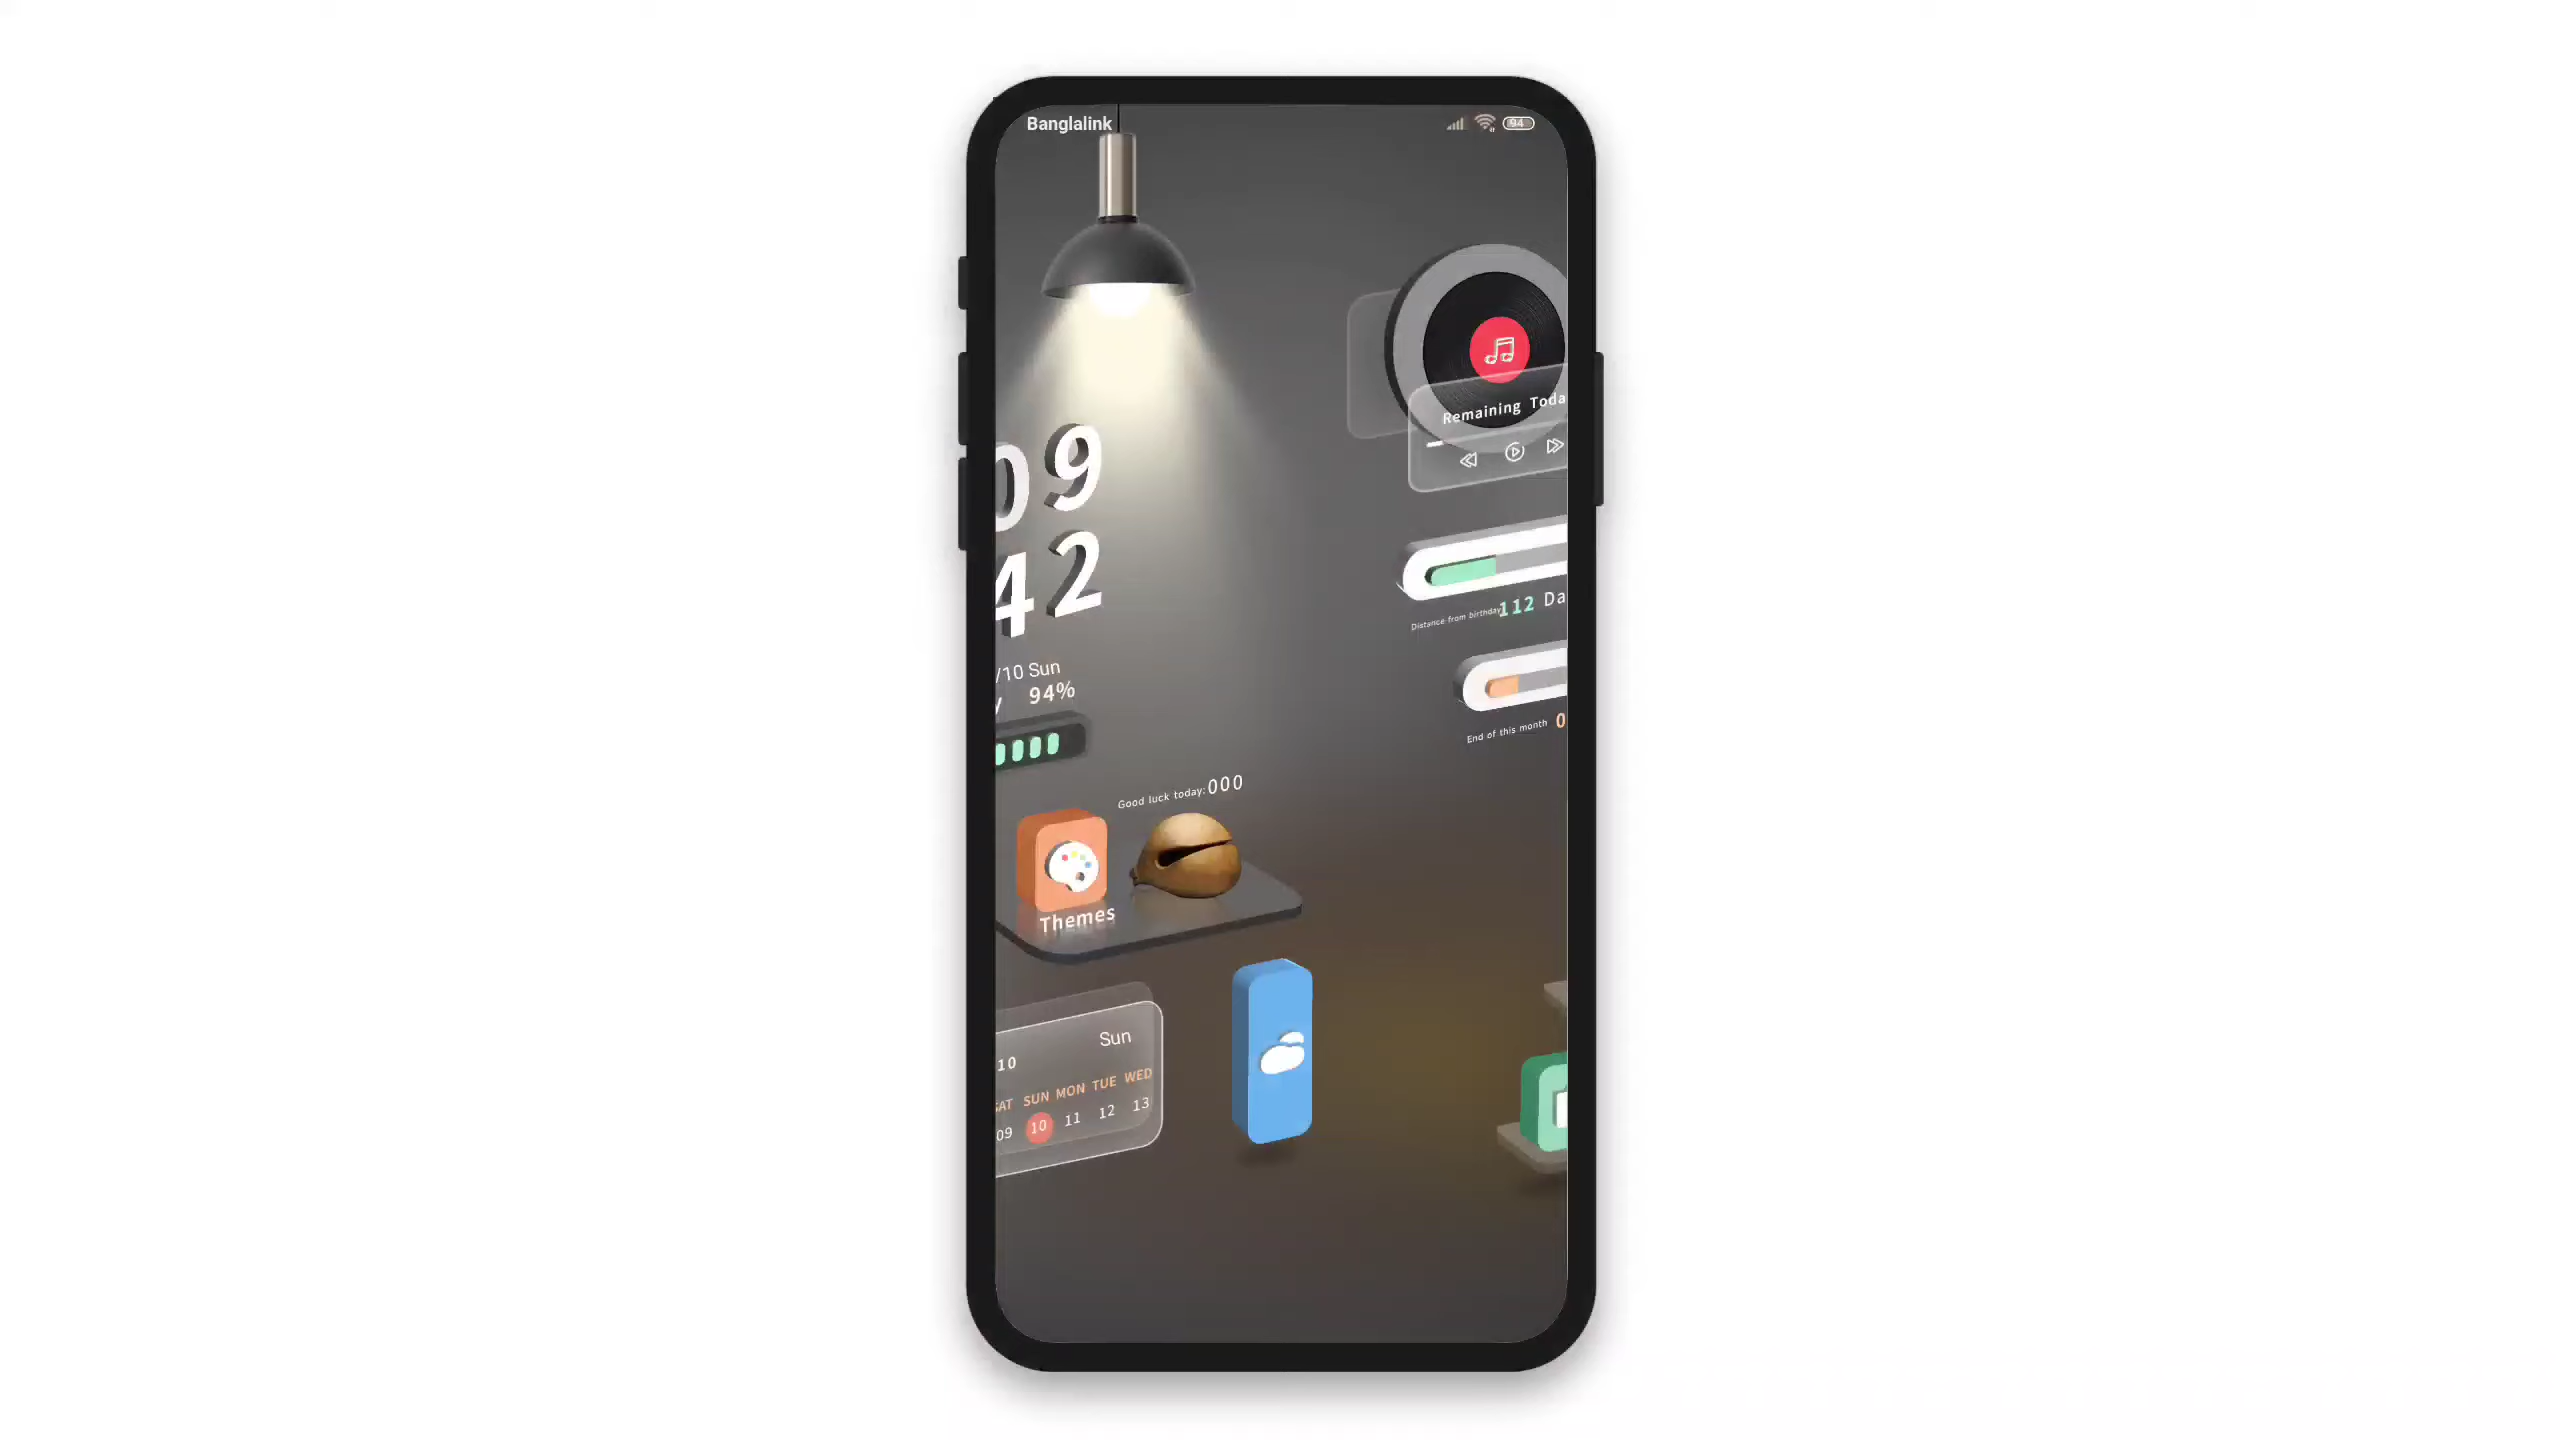 Banglalink
94
09
42
/10 Sun
94%
Remaining Toda
Distance from birthday 112 Da
End of this month 0
Good luck today: 000
Themes
10
Sun
SAT SUN MON TUE WED
09 10 11 12 13